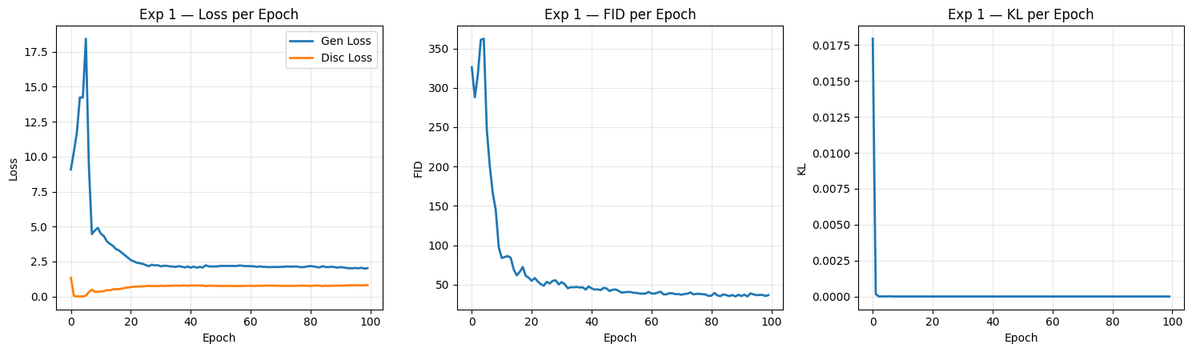 Exp 1 — Loss per Epoch
Gen Loss
Disc Loss
Loss
17.5
15.0
12.5
10.0
7.5
5.0
2.5
0.0
0 20 40 60 80 100
Epoch
Exp 1 — FID per Epoch
FID
350
300
250
200
150
100
50
0 20 40 60 80 100
Epoch
Exp 1 — KL per Epoch
KL
0.0175
0.0150
0.0125
0.0100
0.0075
0.0050
0.0025
0.0000
0 20 40 60 80 100
Epoch